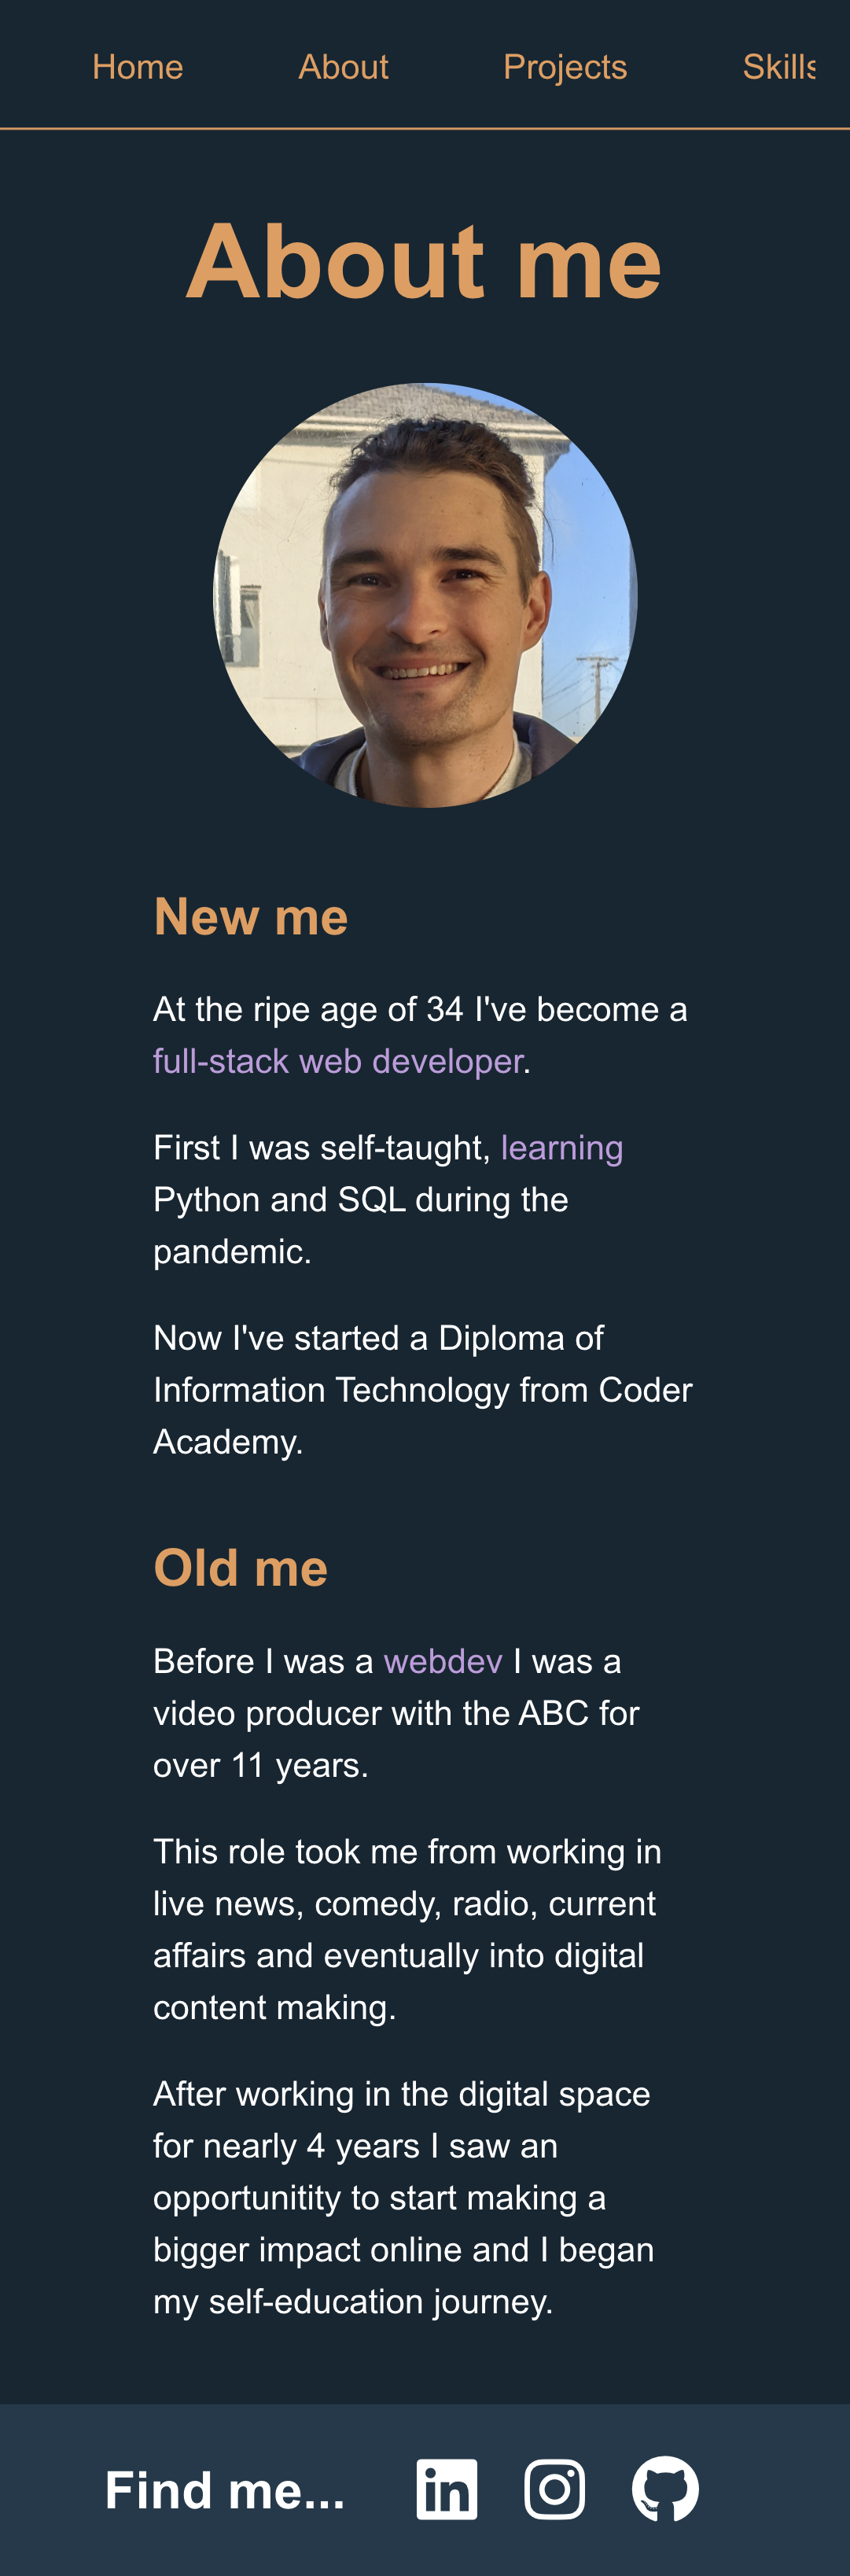 Home About Projects Skills
About me
New me
At the ripe age of 34 I've become a
full-stack web developer.
First I was self-taught, learning
Python and SQL during the
pandemic.
Now I've started a Diploma of
Information Technology from Coder
Academy.
Old me
Before I was a webdev I was a
video producer with the ABC for
over 11 years.
This role took me from working in
live news, comedy, radio, current
affairs and eventually into digital
content making.
After working in the digital space
for nearly 4 years I saw an
opportunitity to start making a
bigger impact online and I began
my self-education journey.
Find me... in